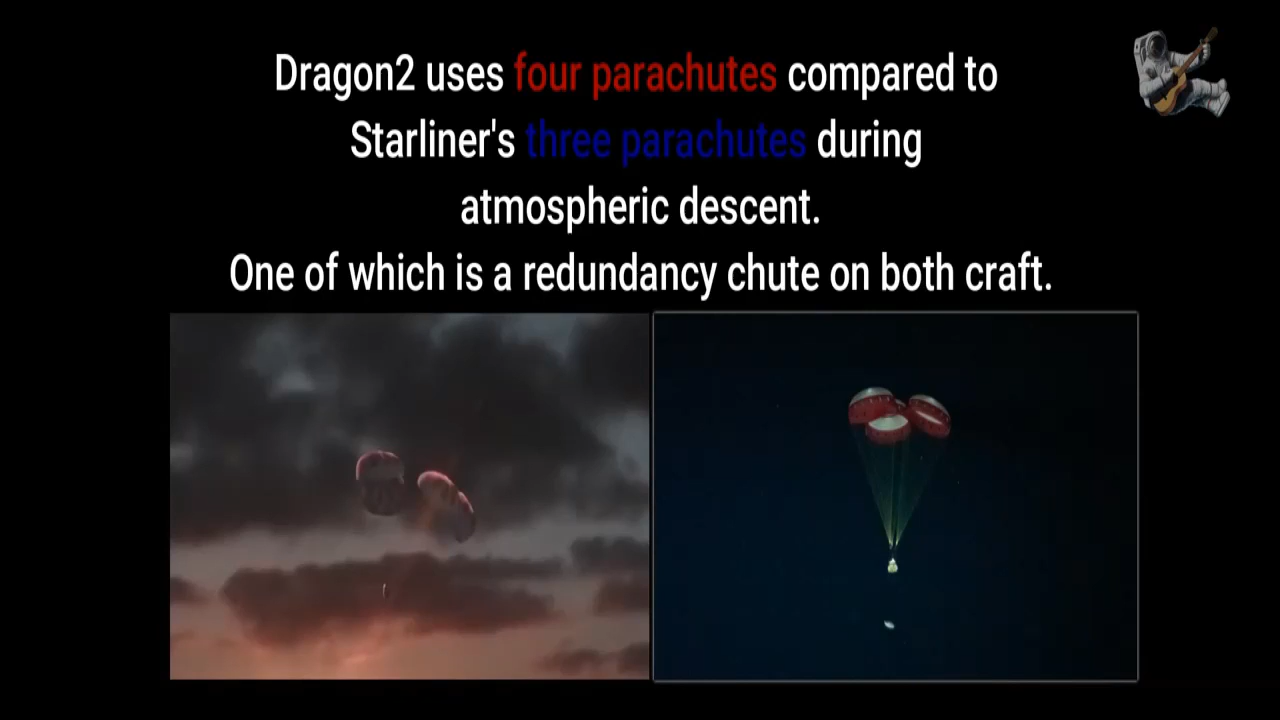 Dragon2 uses four parachutes compared to
Starliner's three parachutes during
atmospheric descent.
One of which is a redundancy chute on both craft.